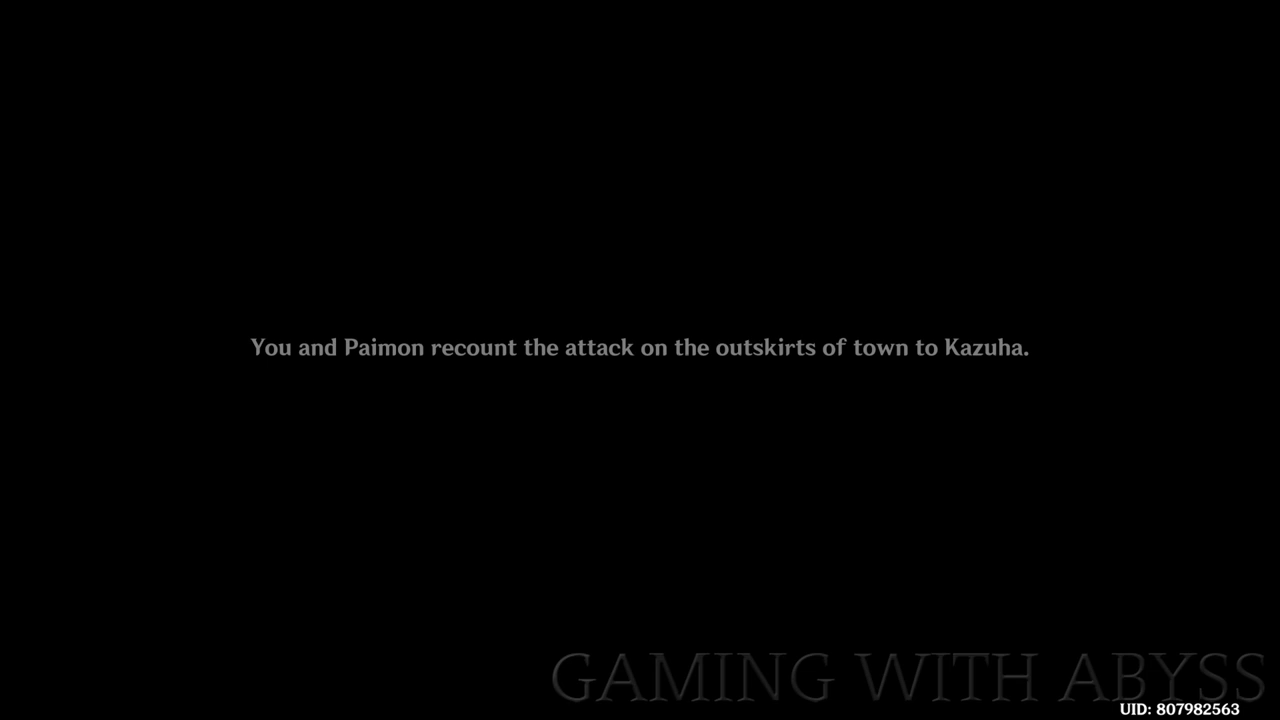 You and Paimon recount the attack on the outskirts of town to Kazuha.
GAMING WITH ABYSS
UID: 807982563